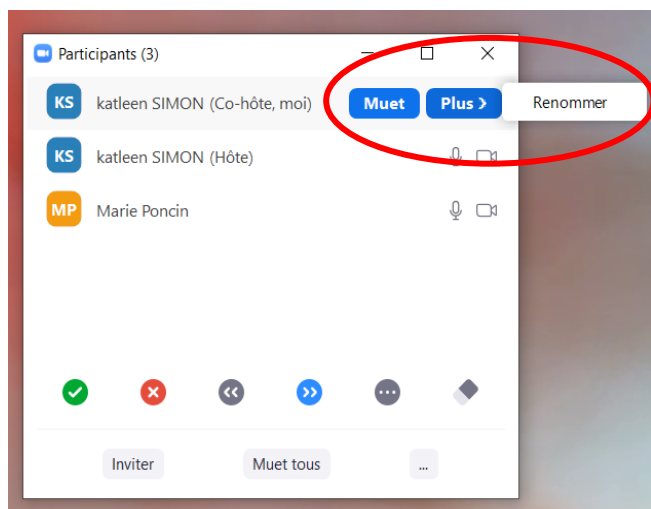 Participants (3)
KS katleen SIMON (Co-hôte, moi) Muet Plus > Renommer
KS katleen SIMON (Hôte)
MP Marie Poncin
Inviter Muet tous ...